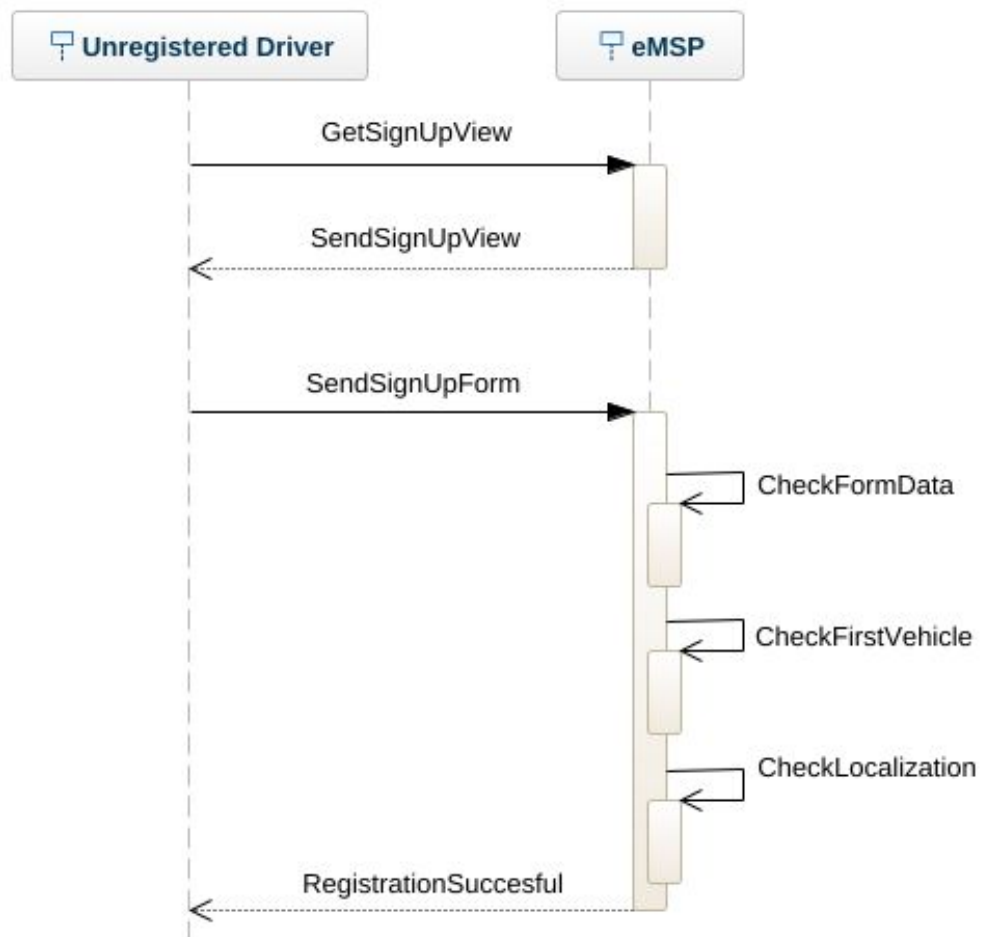 Unregistered Driver
eMSP
GetSignUpView
SendSignUpView
SendSignUpForm
CheckFormData
CheckFirstVehicle
CheckLocalization
RegistrationSuccesful